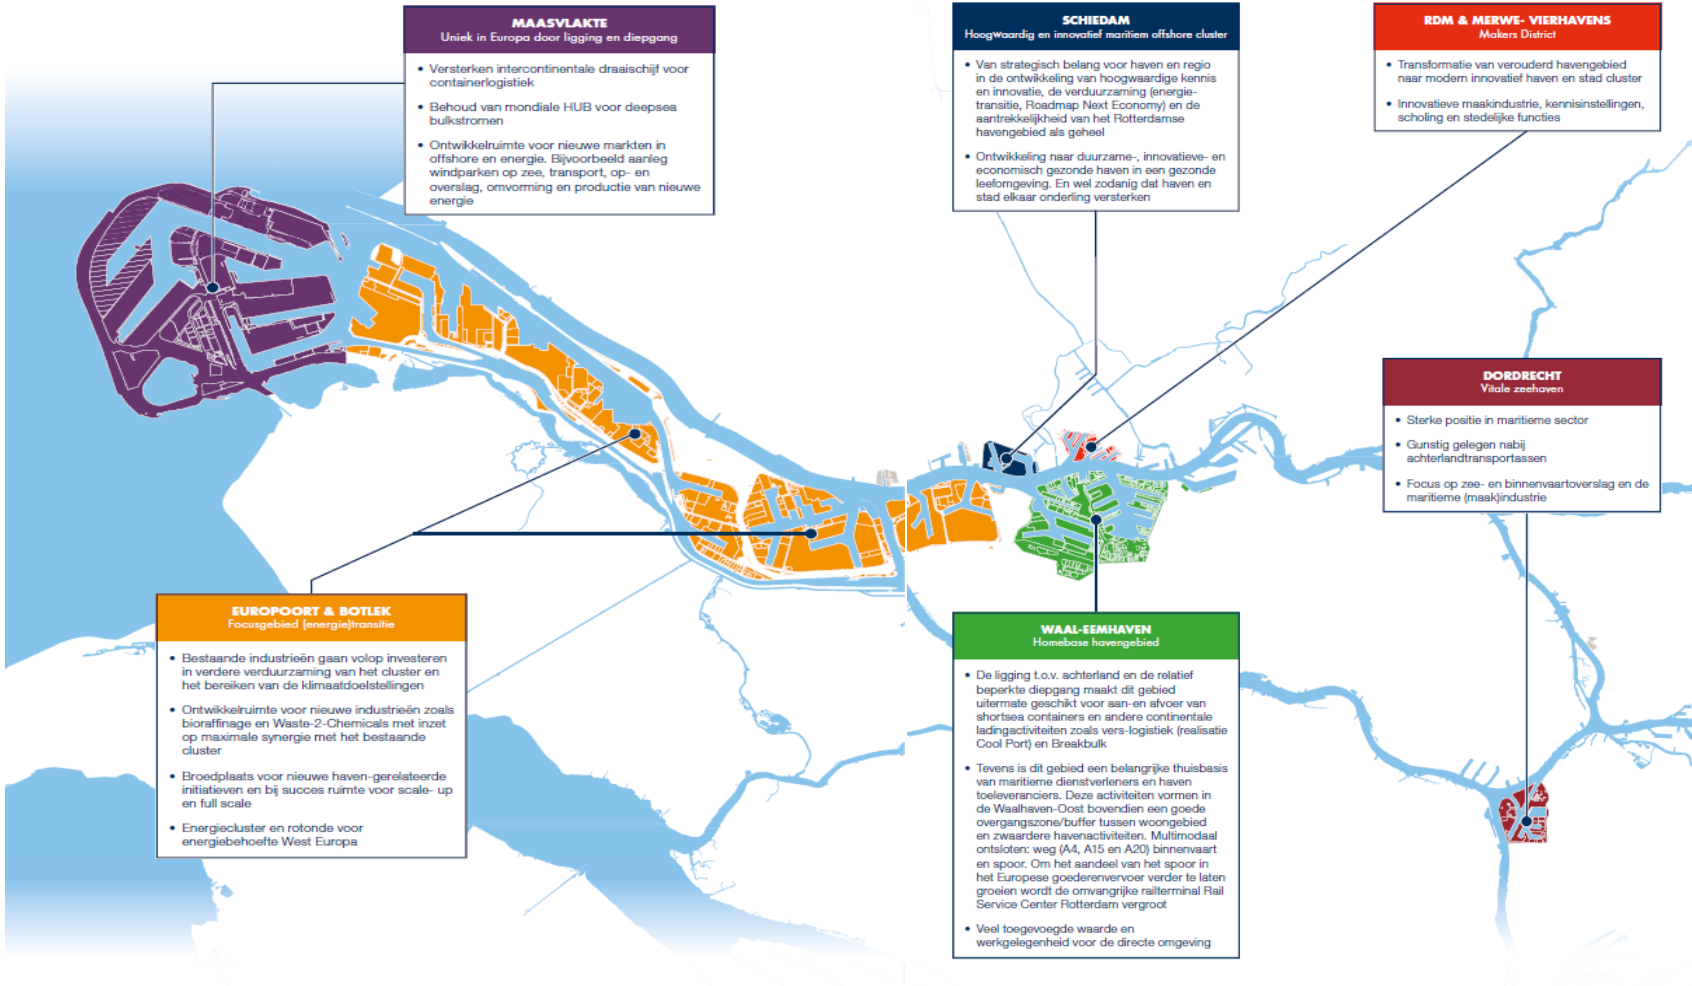 MAASVLAKTE
Uniek in Europa door ligging en diepgang
• Versterken intercontinentale draaischijf voor
containerlogistiek
• Behoud van mondiale HUB voor deepsea
bulkstromen
• Ontwikkelruimte voor nieuwe markten in
offshore en energie. Bijvoorbeeld aanleg
windparken op zee, transport, op- en
overslag, omvorming en productie van nieuwe
energie
SCHIEDAM
Hoogwaardig en innovatief maritiem offshore cluster
• Van strategisch belang voor haven en regio
in de ontwikkeling van hoogwaardige kennis
en innovatie, de verduurzaming (energie-
transitie, Roadmap Next Economy) en de
aantrekkelijkheid van het Rotterdamse
havengebied als geheel
• Ontwikkeling naar duurzame-, innovatieve- en
economisch gezonde haven in een gezonde
leefomgeving. En wel zodanig dat haven en
stad elkaar onderling versterken
RDM & MERWE- VIERHAVENS
Makers District
• Transformatie van verouderd havengebied
naar modern innovatief haven en stad cluster
• Innovatieve maakindustrie, kennisinstellingen,
scholing en stedelijke functies
DORDRECHT
Vitale zeehaven
• Sterke positie in maritieme sector
• Gunstig gelegen nabij
achterlandtransportassen
• Focus op zee- en binnenvaartoverslag en de
maritieme (maak)industrie
EUROPOORT & BOTLEK
Focusgebied (energie)transitie
• Bestaande industrieën gaan volop investeren
in verdere verduurzaming van het cluster en
het bereiken van de klimaatdoelstellingen
• Ontwikkelruimte voor nieuwe industrieën zoals
bioraffinage en Waste-2-Chemicals met inzet
op maximale synergie met het bestaande
cluster
• Broedplaats voor nieuwe haven-gerelateerde
initiatieven en bij succes ruimte voor scale- up
en full scale
• Energiecluster en rotonde voor
energiebehoefte West Europa
WAAL-EEMHAVEN
Homebase havengebied
• De ligging t.o.v. achterland en de relatief
beperkte diepgang maakt dit gebied
uitermate geschikt voor aan-en afvoer van
shortsea containers en andere continentale
ladingactiviteiten zoals vers-logistiek (realisatie
Cool Port) en Breakbulk
• Tevens is dit gebied een belangrijke thuisbasis
van maritieme dienstverleners en haven
toeleveranciers. Deze activiteiten vormen in
de Waalhaven-Oost bovendien een goede
overgangszone/buffer tussen woongebied
en zwaardere havenactiviteiten. Multimodaal
ontsloten: weg (A4, A15 en A20) binnenvaart
en spoor. Om het aandeel van het spoor in
het Europese goederenvervoer verder te laten
groeien wordt de omvangrijke railterminal Rail
Service Center Rotterdam vergroot
• Veel toegevoegde waarde en
werkgelegenheid voor de directe omgeving